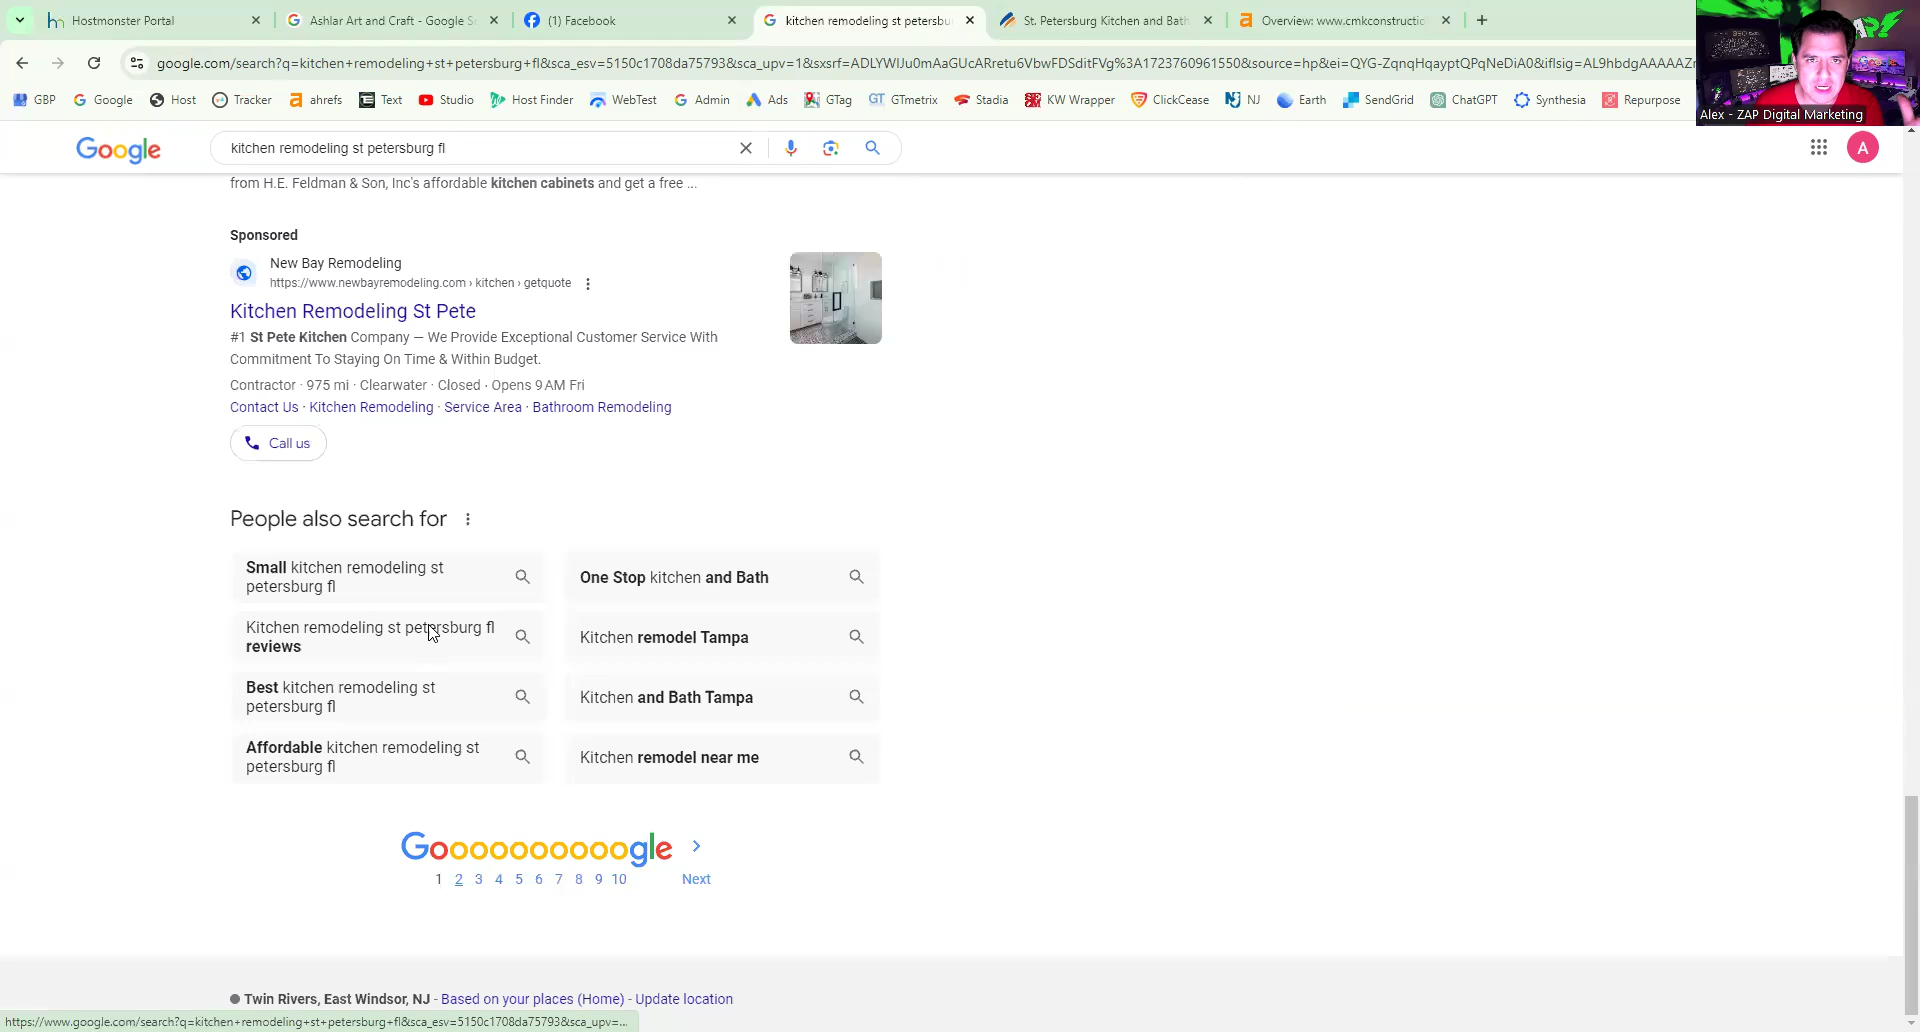 Hostmonster Portal
Ashlar Art and Craft - Google Se
(1) Facebook
kitchen remodeling st petersbu
St. Petersburg Kitchen and Bath
Overview: www.cmkconstructio
google.com/search?q=kitchen+remodeling+st+petersburg+fl&sca_esv=5150c1708da75793&sca_upv=1&sxsrf=ADLYWIJu0mAaGUcARretu6VbwFDSditFVg%3A1723760961550&source=hp&ei=QYG-ZqnqHqayptQPqNeDiA0&iflsig=AL9hbdgAAAAAZr
GBP
Google
Host
Tracker
ahrefs
Text
Studio
Host Finder
WebTest
Admin
Ads
GTag
GTmetrix
Stadia
KW Wrapper
ClickCease
NJ
Earth
SendGrid
ChatGPT
Synthesia
Repurpose
Alex - ZAP Digital Marketing
Google
kitchen remodeling st petersburg fl
A
from H.E. Feldman & Son, Inc's affordable kitchen cabinets and get a free ...
Sponsored
New Bay Remodeling
https://www.newbayremodeling.com › kitchen › getquote
Kitchen Remodeling St Pete
#1 St Pete Kitchen Company — We Provide Exceptional Customer Service With
Commitment To Staying On Time & Within Budget.
Contractor · 975 mi · Clearwater · Closed · Opens 9 AM Fri
Contact Us · Kitchen Remodeling · Service Area · Bathroom Remodeling
Call us
People also search for
Small kitchen remodeling st
petersburg fl
One Stop kitchen and Bath
Kitchen remodeling st petersburg fl
reviews
Kitchen remodel Tampa
Best kitchen remodeling st
petersburg fl
Kitchen and Bath Tampa
Affordable kitchen remodeling st
petersburg fl
Kitchen remodel near me
Goooooooooogle
1 2 3 4 5 6 7 8 9 10 Next
Twin Rivers, East Windsor, NJ - Based on your places (Home) - Update location
https://www.google.com/search?q=kitchen+remodeling+st+petersburg+fl&sca_esv=5150c1708da75793&sca_upv=...